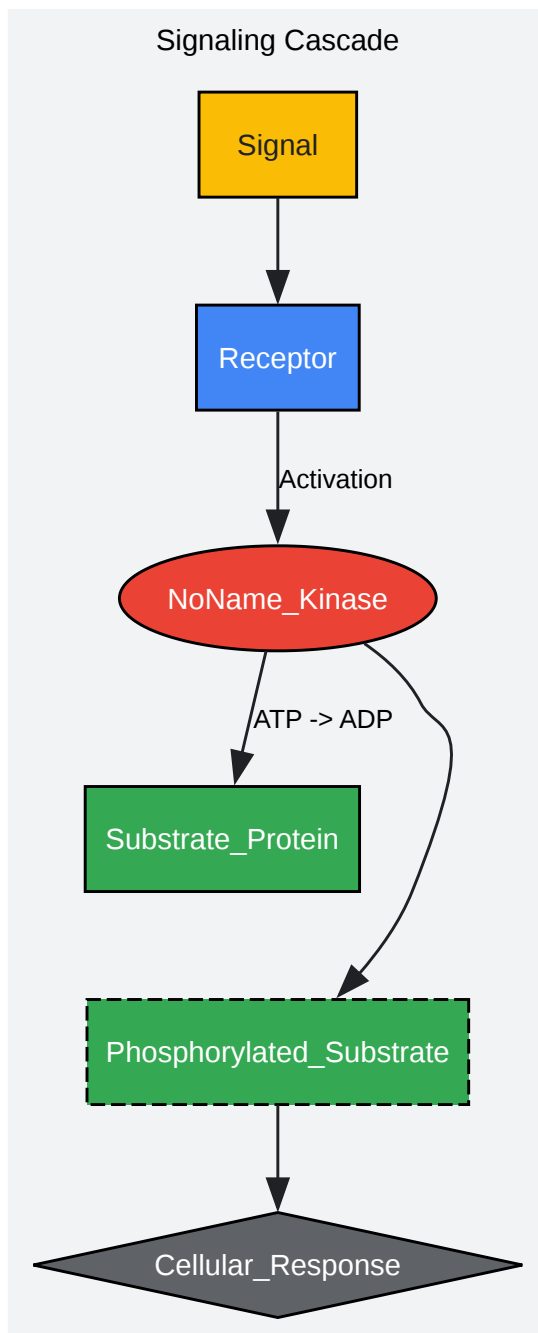 Signaling Cascade
Signal
Receptor
Activation
NoName_Kinase
ATP -> ADP
Substrate_Protein
Phosphorylated_Substrate
Cellular_Response